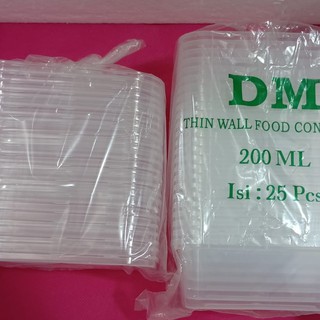 DM
THIN WALL FOOD CON
200 ML
Isi : 25 Pcs